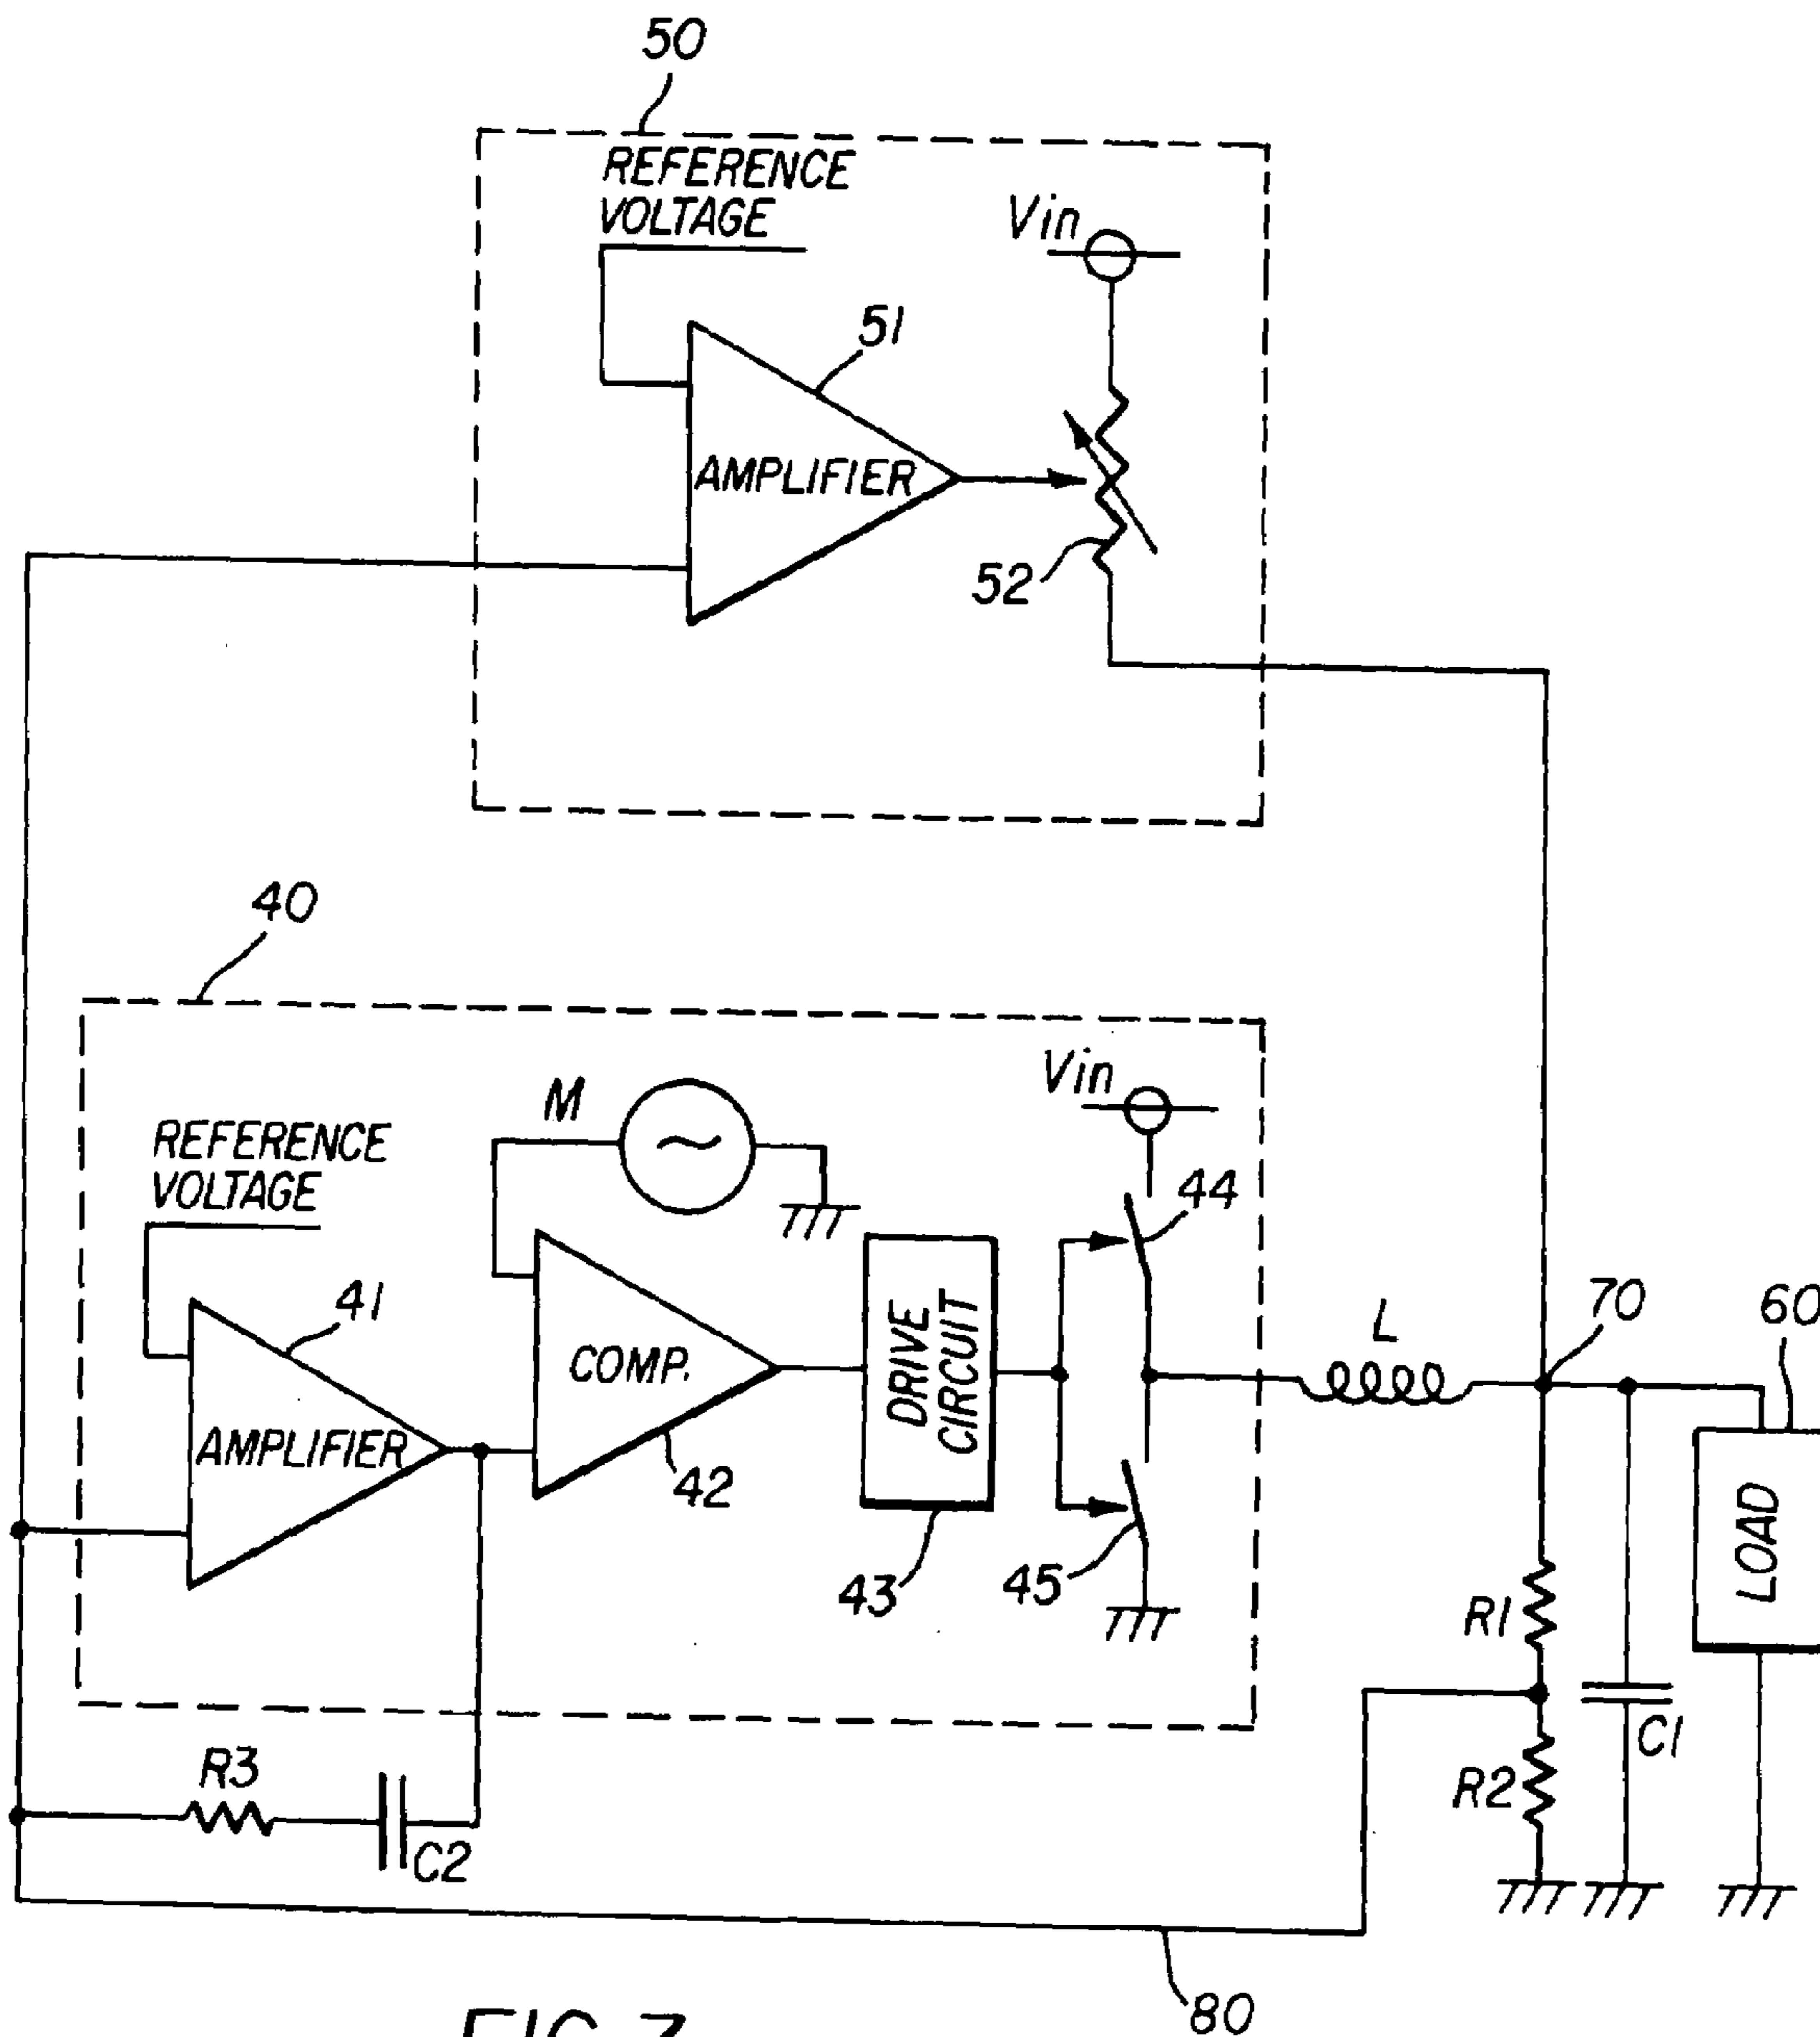 50
REFERENCE
VOLTAGE
Vin
51
AMPLIFIER
52
40
M
Vin
REFERENCE
VOLTAGE
44
41
COMP.
DRIVE
CIRCUIT
L
70
60
AMPLIFIER
42
LOAD
43
45
R1
R3
C1
R2
C2
80